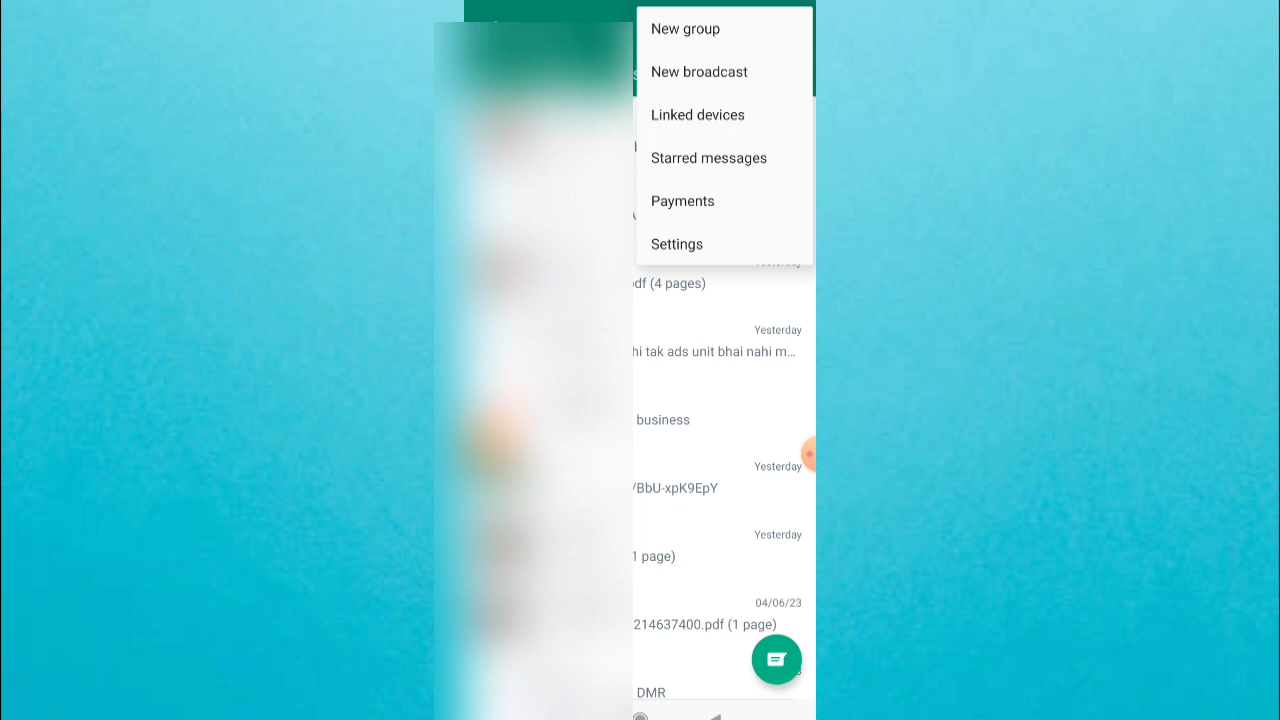 New group
New broadcast
Linked devices
Starred messages
Payments
Settings
df (4 pages)
Yesterday
hi tak ads unit bhai nahi m...
business
Yesterday
/BbU-xpK9EpY
Yesterday
1 page)
04/06/23
214637400.pdf (1 page)
DMR